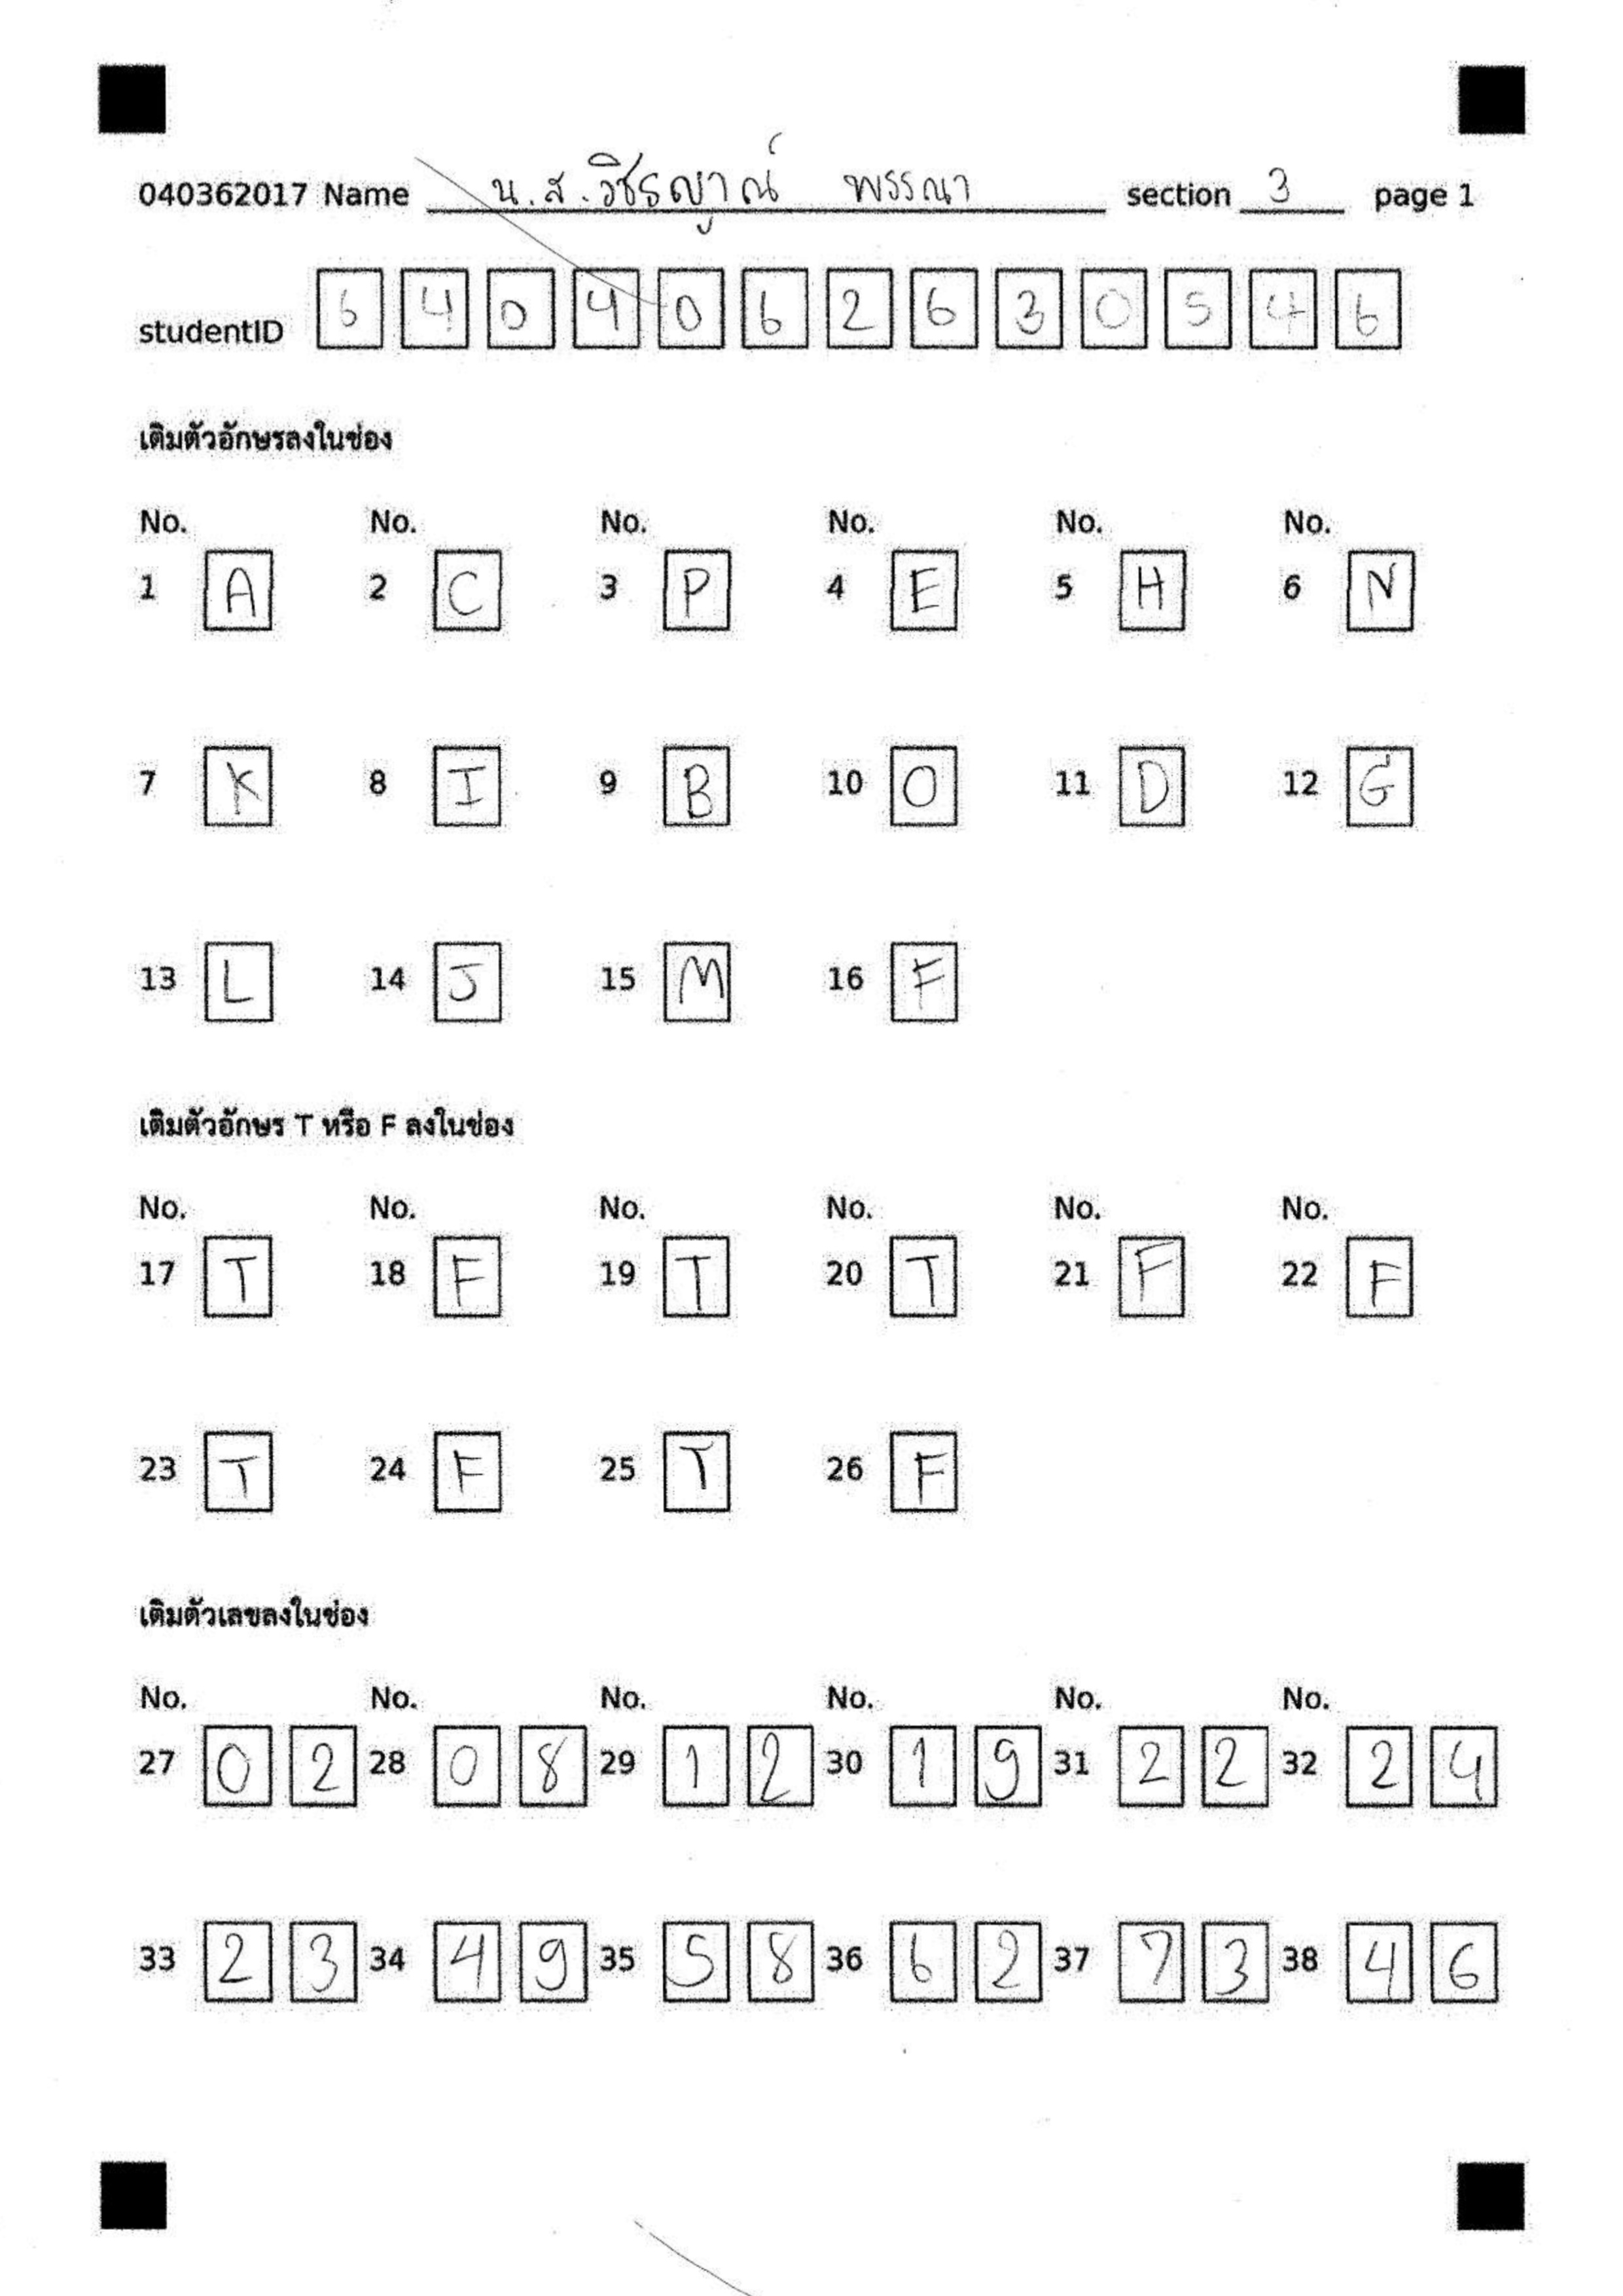 040362017 Name น.ส.วิชรญาณ์ พรรณา section 3 page 1
studentID 6 4 0 4 0 6 2 6 3 0 5 4 6
เติมตัวอักษรลงในช่อง
No. No. No. No. No. No.
1 A 2 C 3 P 4 E 5 H 6 N
7 K 8 I 9 B 10 O 11 D 12 G
13 L 14 J 15 M 16 F
เติมตัวอักษร T หรือ F ลงในช่อง
No. No. No. No. No. No.
17 T 18 F 19 T 20 T 21 F 22 F
23 T 24 F 25 T 26 F
เติมตัวเลขลงในช่อง
No. No. No. No. No. No.
27 0 2 28 0 8 29 1 2 30 1 9 31 2 2 32 2 4
33 2 3 34 4 9 35 5 8 36 6 2 37 7 3 38 4 6